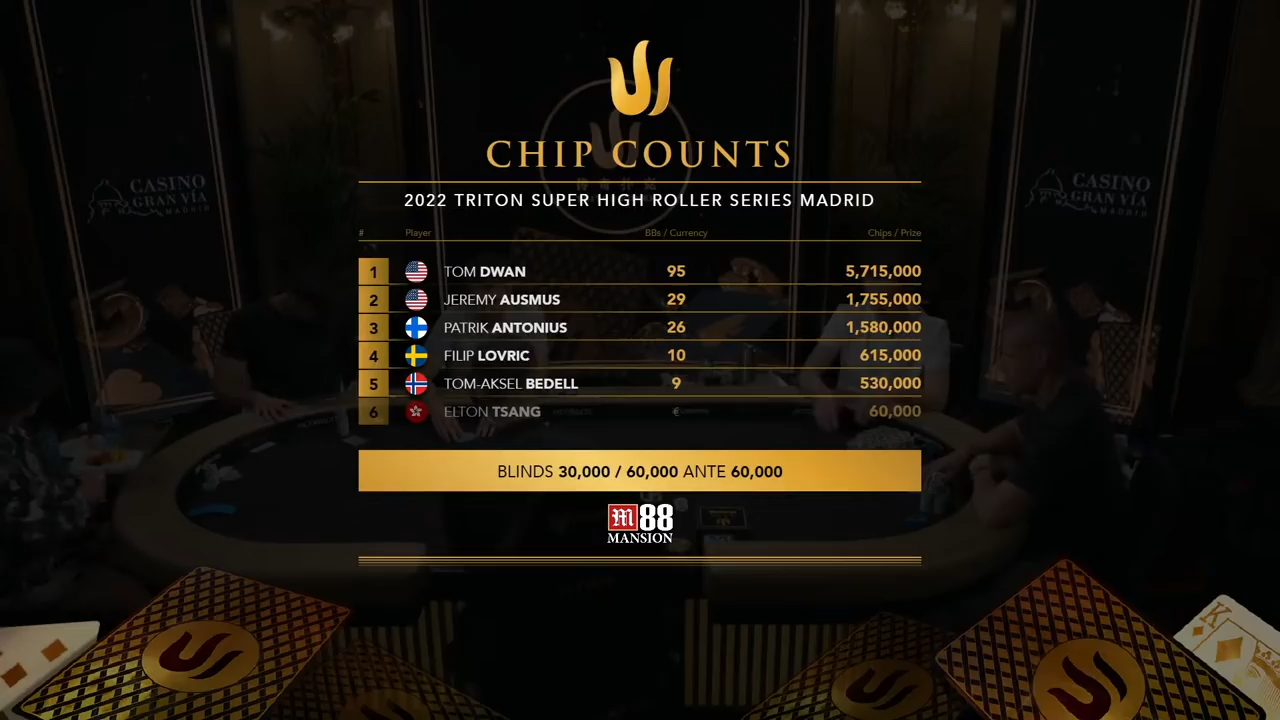 CHIP COUNTS
2022 TRITON SUPER HIGH ROLLER SERIES MADRID
# Player BBs / Currency Chips / Prize
1 TOM DWAN 95 5,715,000
2 JEREMY AUSMUS 29 1,755,000
3 PATRIK ANTONIUS 26 1,580,000
4 FILIP LOVRIC 10 615,000
5 TOM-AKSEL BEDELL 9 530,000
6 ELTON TSANG € 60,000
BLINDS 30,000 / 60,000 ANTE 60,000
M88
MANSION
CASINO
GRAN VÍA
MADRID
CASINO
GRAN VÍA
MADRID
K